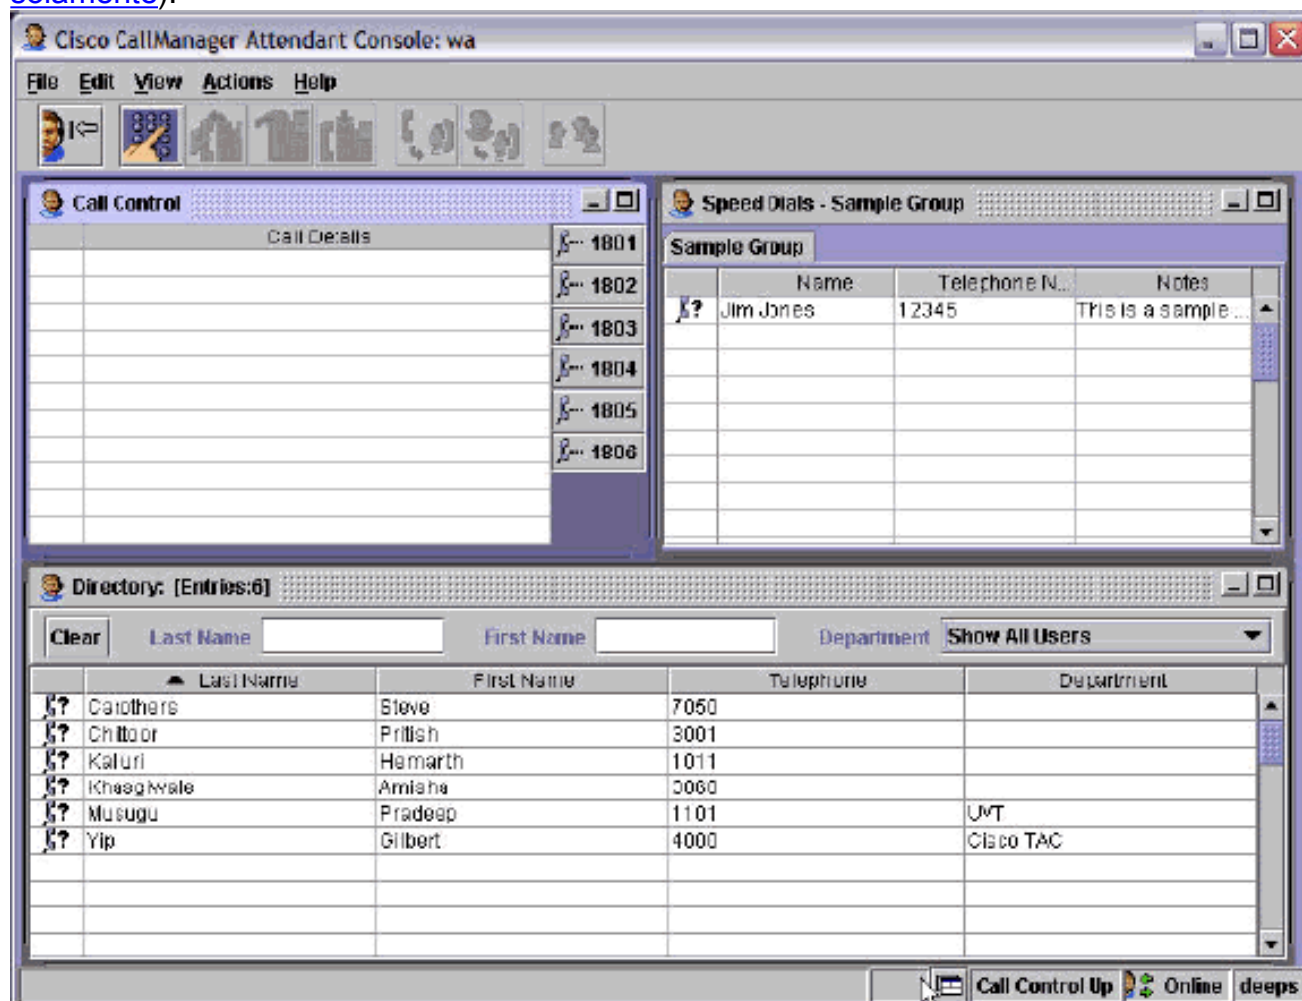 Cisco CallManager Attendant Console: wa
File Edit View Actions Help
Call Control
Call Details
1801
1802
1803
1804
1805
1806
Speed Dials - Sample Group
Sample Group
Name Telephone N... Notes
Jim Jones 12345 This is a sample ...
Directory: [Entries:6]
Clear Last Name First Name Department Show All Users
Last Name First Name Telephone Department
Carothers Steve 7050
Chittoor Pritish 3001
Kaluri Hemanth 1011
Amisha
Musugu Pradeep 1101 UVT
Yip Gilbert 4000 Cisco TAC
Call Control Up Online deeps